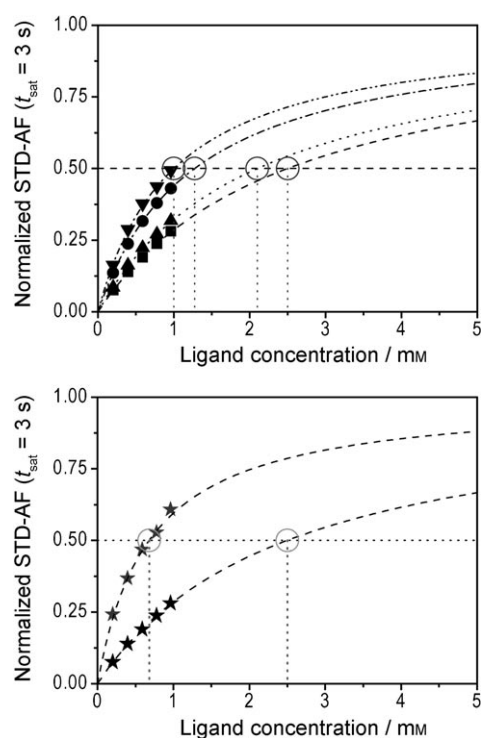 Normalized STD-AF (tsat = 3 s)
1.00
0.75
0.50
0.25
0.00
0 1 2 3 4 5
Ligand concentration / mM
Normalized STD-AF (tsat = 3 s)
1.00
0.75
0.50
0.25
0.00
0 1 2 3 4 5
Ligand concentration / mM